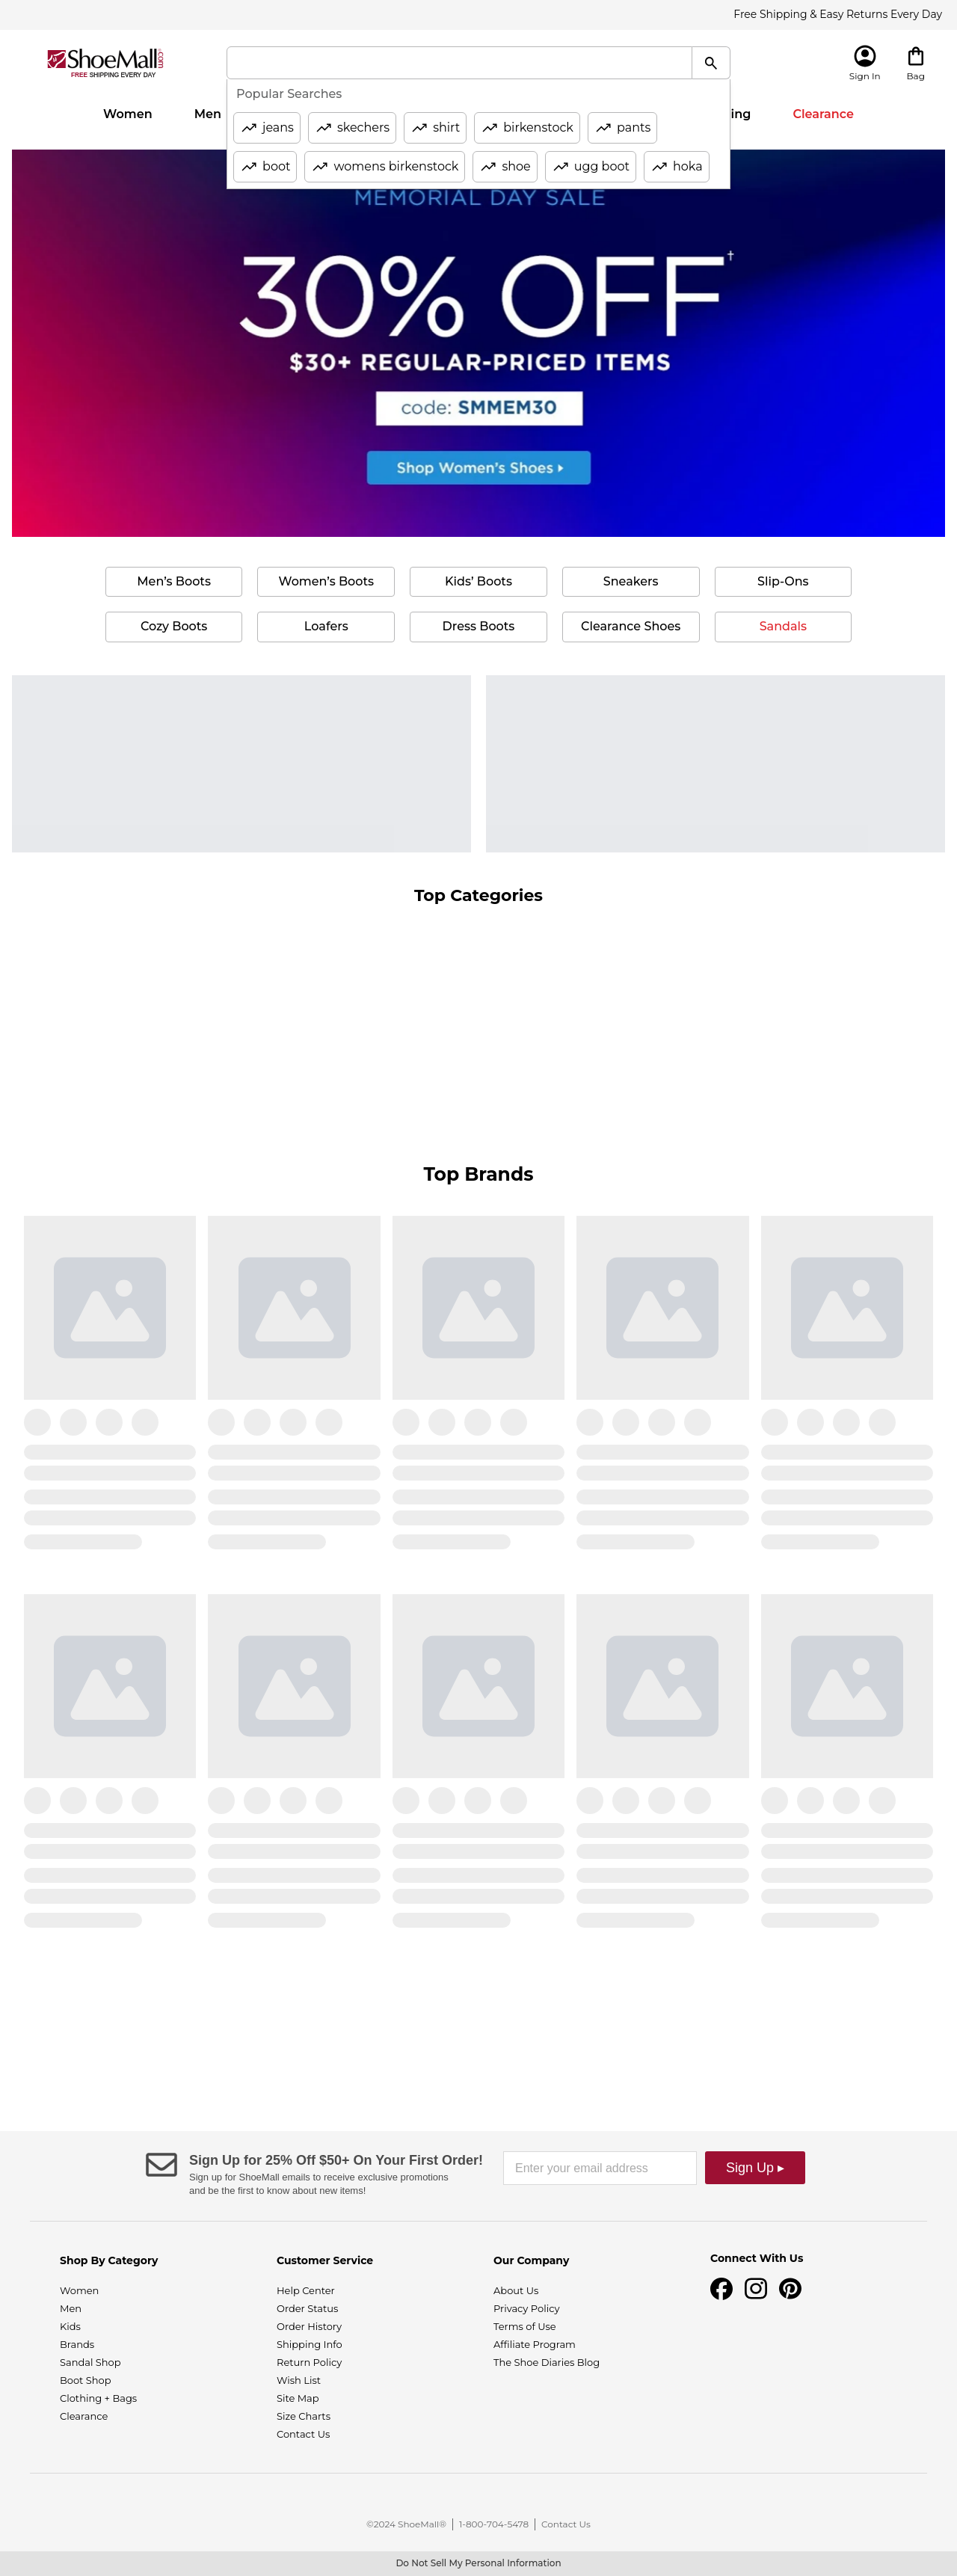 Free Shipping & Easy Returns Every Day
ShoeMall.com
FREE SHIPPING EVERY DAY
Sign In
Bag
Popular Searches
Women
Men
ing
Clearance
jeans
skechers
shirt
birkenstock
pants
boot
womens birkenstock
shoe
ugg boot
hoka
MEMORIAL DAY SALE
30% OFF†
$30+ REGULAR-PRICED ITEMS
code: SMMEM30
Shop Women's Shoes
Men's Boots
Women's Boots
Kids' Boots
Sneakers
Slip-Ons
Cozy Boots
Loafers
Dress Boots
Clearance Shoes
Sandals
Top Categories
Top Brands
Sign Up for 25% Off $50+ On Your First Order!
Sign up for ShoeMall emails to receive exclusive promotions
and be the first to know about new items!
Enter your email address
Sign Up ▸
Shop By Category
Women
Men
Kids
Brands
Sandal Shop
Boot Shop
Clothing + Bags
Clearance
Customer Service
Help Center
Order Status
Order History
Shipping Info
Return Policy
Wish List
Site Map
Size Charts
Contact Us
Our Company
About Us
Privacy Policy
Terms of Use
Affiliate Program
The Shoe Diaries Blog
Connect With Us
©2024 ShoeMall®
1-800-704-5478
Contact Us
Do Not Sell My Personal Information